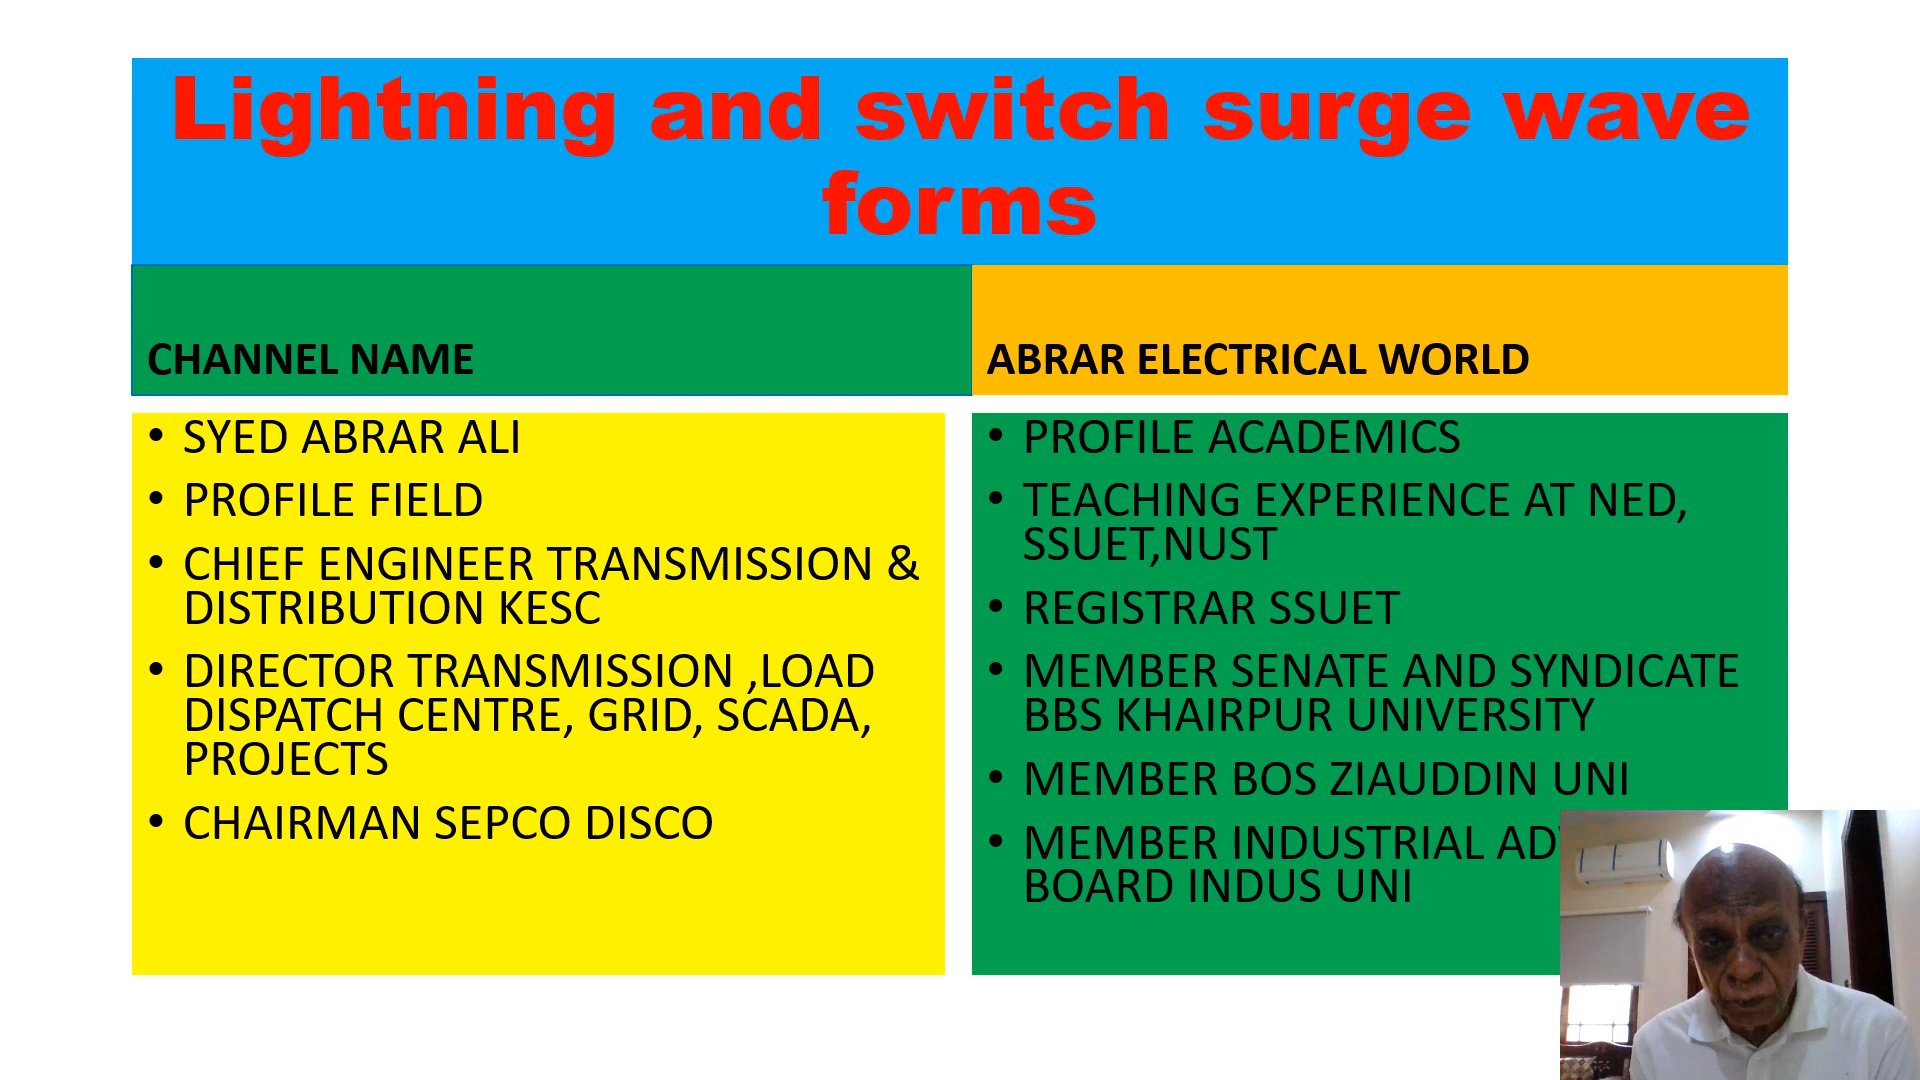 Lightning and switch surge wave
forms
CHANNEL NAME
ABRAR ELECTRICAL WORLD
• SYED ABRAR ALI
• PROFILE FIELD
• CHIEF ENGINEER TRANSMISSION &
DISTRIBUTION KESC
• DIRECTOR TRANSMISSION ,LOAD
DISPATCH CENTRE, GRID, SCADA,
PROJECTS
• CHAIRMAN SEPCO DISCO
• PROFILE ACADEMICS
• TEACHING EXPERIENCE AT NED,
SSUET,NUST
• REGISTRAR SSUET
• MEMBER SENATE AND SYNDICATE
BBS KHAIRPUR UNIVERSITY
• MEMBER BOS ZIAUDDIN UNI
• MEMBER INDUSTRIAL
BOARD INDUS UNI